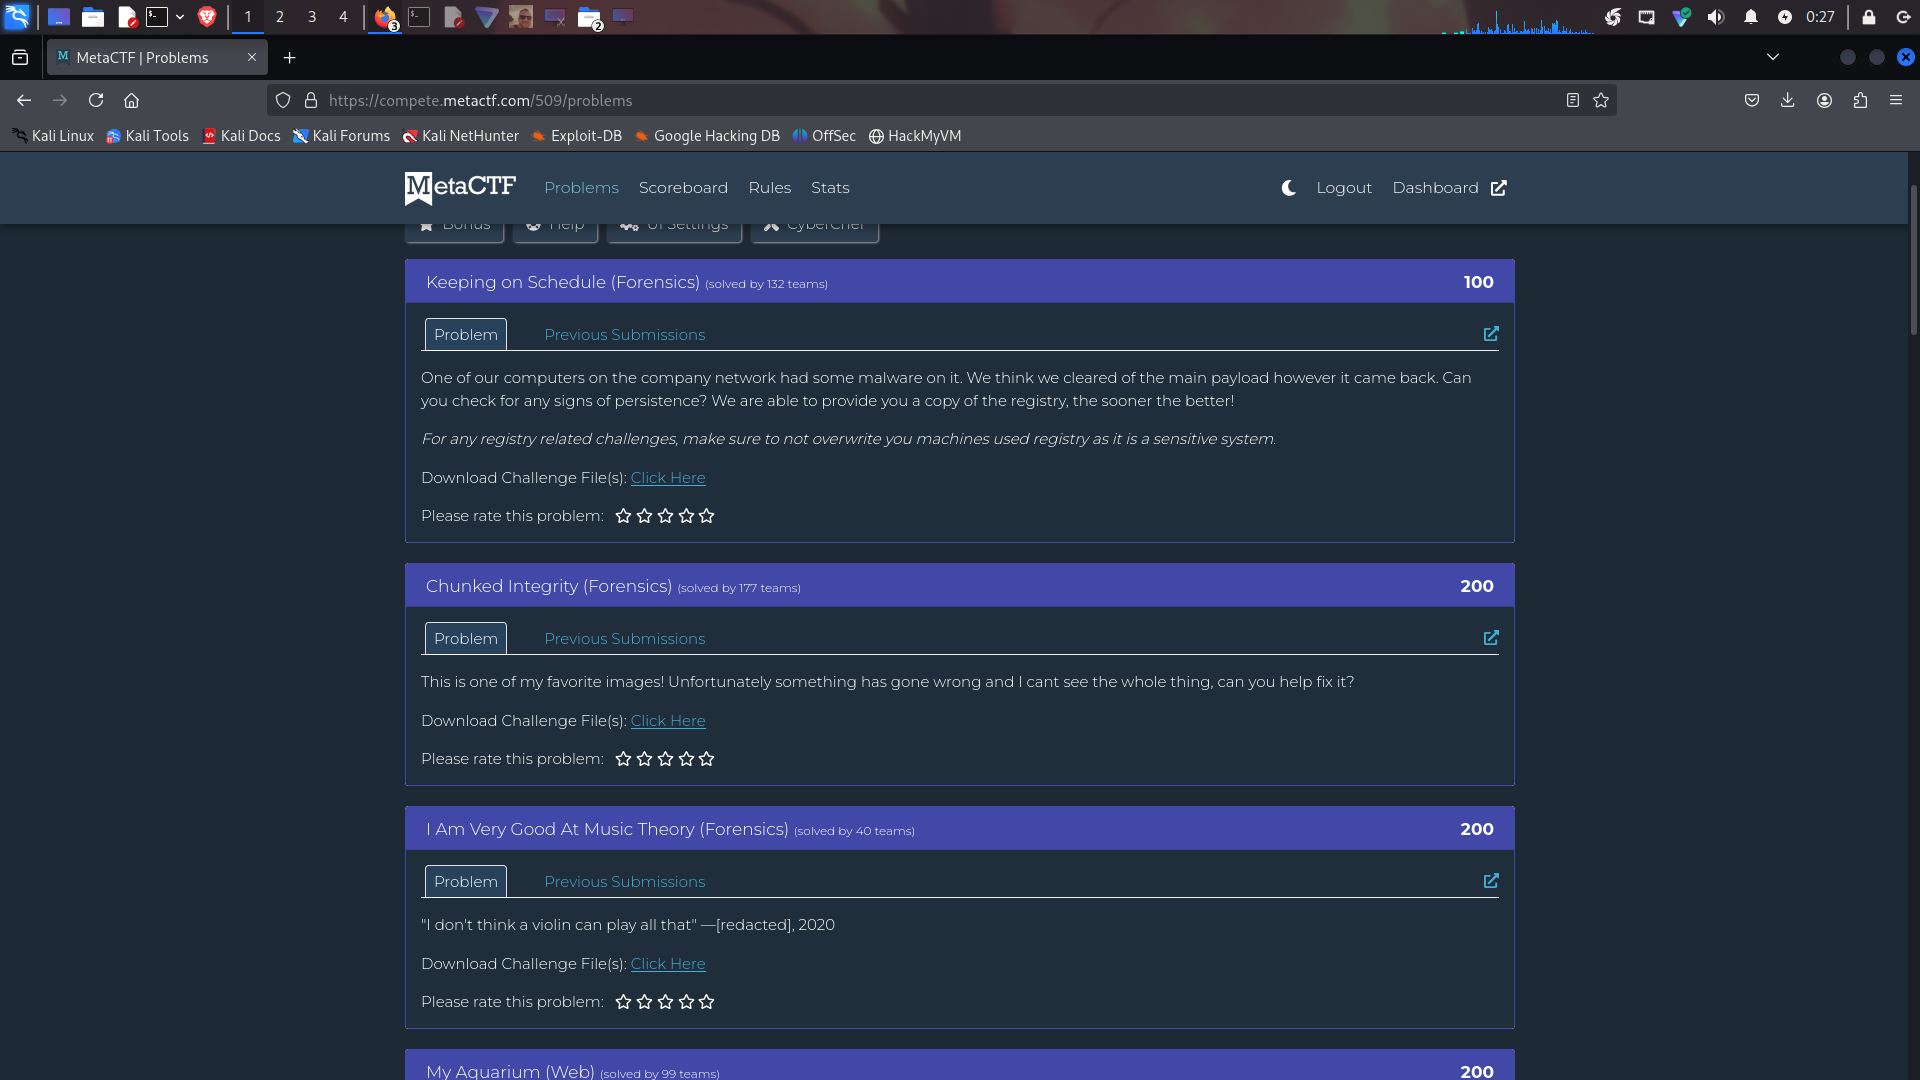 1 2 3 4 3 2 0:27
MetaCTF | Problems
https://compete.metactf.com/509/problems
Kali Linux Kali Tools Kali Docs Kali Forums Kali NetHunter Exploit-DB Google Hacking DB OffSec HackMyVM
MetaCTF Problems Scoreboard Rules Stats Logout Dashboard
Bonus Help UI Settings CyberChef
Keeping on Schedule (Forensics) (solved by 132 teams) 100
Problem Previous Submissions
One of our computers on the company network had some malware on it. We think we cleared of the main payload however it came back. Can
you check for any signs of persistence? We are able to provide you a copy of the registry, the sooner the better!
For any registry related challenges, make sure to not overwrite you machines used registry as it is a sensitive system.
Download Challenge File(s): Click Here
Please rate this problem:
Chunked Integrity (Forensics) (solved by 177 teams) 200
Problem Previous Submissions
This is one of my favorite images! Unfortunately something has gone wrong and I cant see the whole thing, can you help fix it?
Download Challenge File(s): Click Here
Please rate this problem:
I Am Very Good At Music Theory (Forensics) (solved by 40 teams) 200
Problem Previous Submissions
"I don't think a violin can play all that" —[redacted], 2020
Download Challenge File(s): Click Here
Please rate this problem:
My Aquarium (Web) (solved by 99 teams) 200